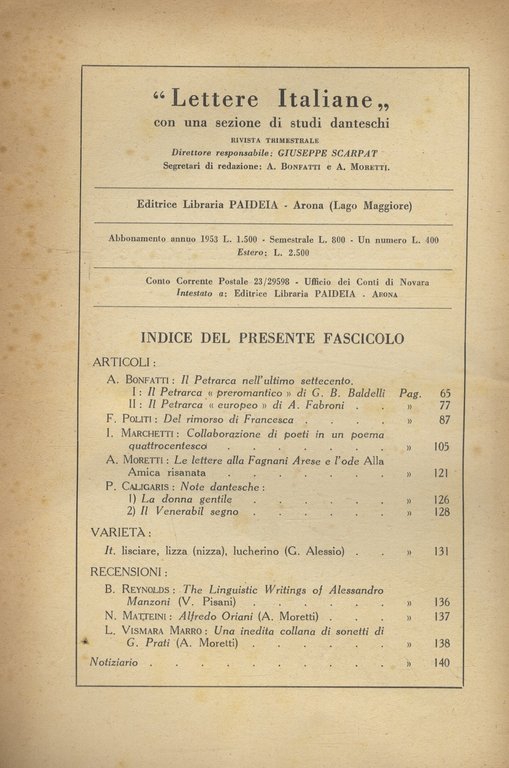 “ Lettere Italiane „
con una sezione di studi danteschi
RIVISTA TRIMESTRALE
Direttore responsabile: GIUSEPPE SCARPAT
Segretari di redazione: A. BONFATTI e A. MORETTI.
Editrice Libraria PAIDEIA - Arona (Lago Maggiore)
Abbonamento annuo 1953 L. 1.500 - Semestrale L. 800 - Un numero L. 400
Estero: L. 2.500
Conto Corrente Postale 23/29598 - Ufficio dei Conti di Novara
Intestato a: Editrice Libraria PAIDEIA - ARONA
INDICE DEL PRESENTE FASCICOLO
ARTICOLI :
A. BONFATTI : Il Petrarca nell'ultimo settecento.
I : Il Petrarca « preromantico » di G. B. Baldelli Pag. 65
II : Il Petrarca « europeo » di A. Fabroni . . » 77
F. POLITI : Del rimorso di Francesca . . . . » 87
I. MARCHETTI : Collaborazione di poeti in un poema
quattrocentesco . . . . . . . » 105
A. MORETTI : Le lettere alla Fagnani Arese e l'ode Alla
Amica risanata . . . . . . . » 121
P. CALIGARIS : Note dantesche :
1) La donna gentile . . . . . . » 126
2) Il Venerabil segno . . . . . . » 128
VARIETÀ :
It. lisciare, lizza (nizza), lucherino (G. Alessio) . . » 131
RECENSIONI :
B. REYNOLDS : The Linguistic Writings of Alessandro
Manzoni (V. Pisani) . . . . . » 136
N. MATTEINI : Alfredo Oriani (A. Moretti) . . . » 137
L. VISMARA MARRO : Una inedita collana di sonetti di
G. Prati (A. Moretti) . . . . . . » 138
Notiziario . . . . . . . . . » 140